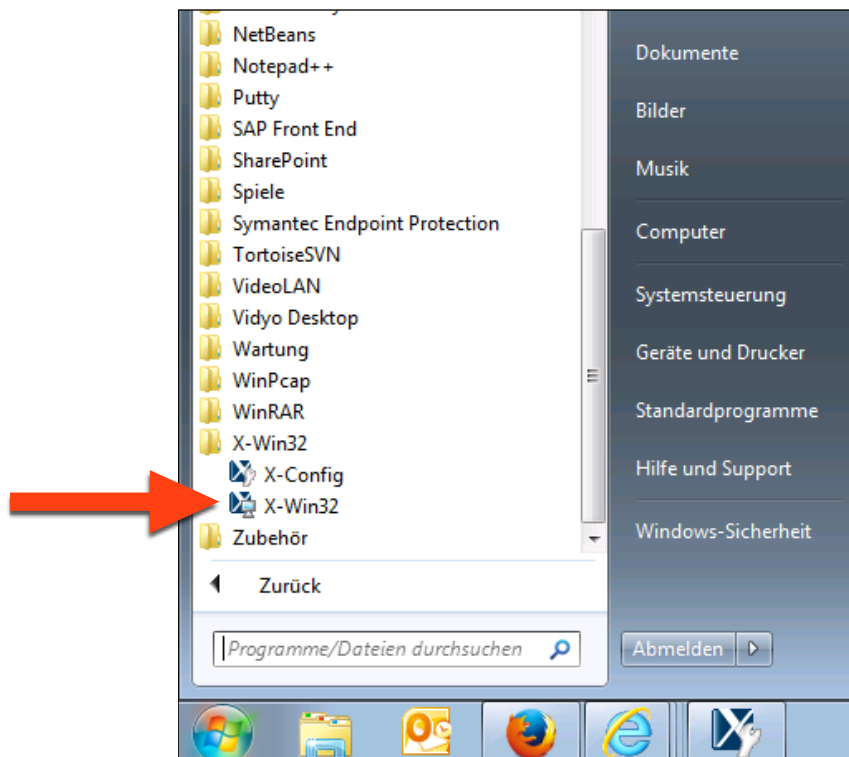 NetBeans
Notepad++
Putty
SAP Front End
SharePoint
Spiele
Symantec Endpoint Protection
TortoiseSVN
VideoLAN
Vidyo Desktop
Wartung
WinPcap
WinRAR
X-Win32
X-Config
X-Win32
Zubehör
Zurück
Programme/Dateien durchsuchen
Dokumente
Bilder
Musik
Computer
Systemsteuerung
Geräte und Drucker
Standardprogramme
Hilfe und Support
Windows-Sicherheit
Abmelden